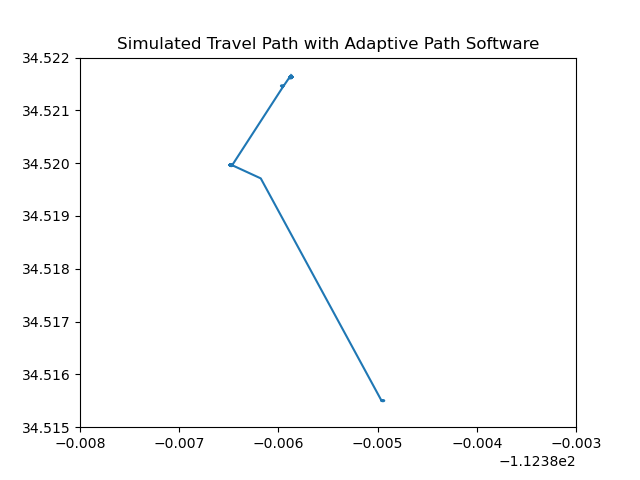 Simulated Travel Path with Adaptive Path Software
34.522
34.521
34.520
34.519
34.518
34.517
34.516
34.515
−0.008 −0.007 −0.006 −0.005 −0.004 −0.003
−1.1238e2